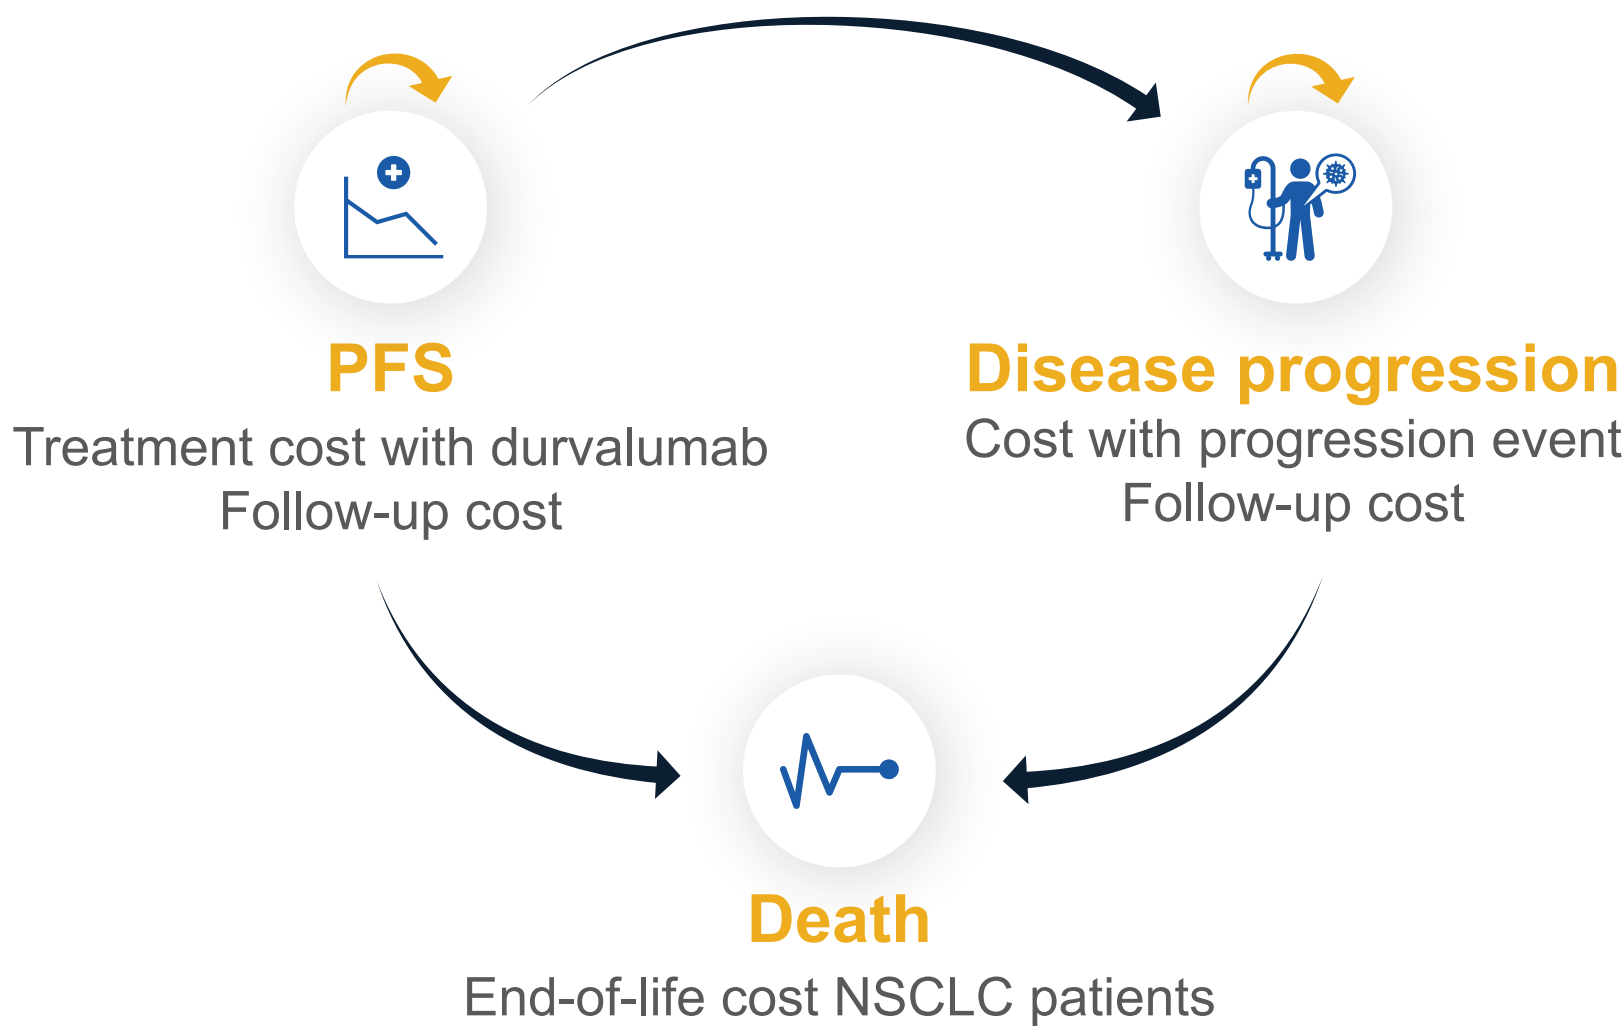 PFS
Treatment cost with durvalumab
Follow-up cost
Disease progression
Cost with progression event
Follow-up cost
Death
End-of-life cost NSCLC patients